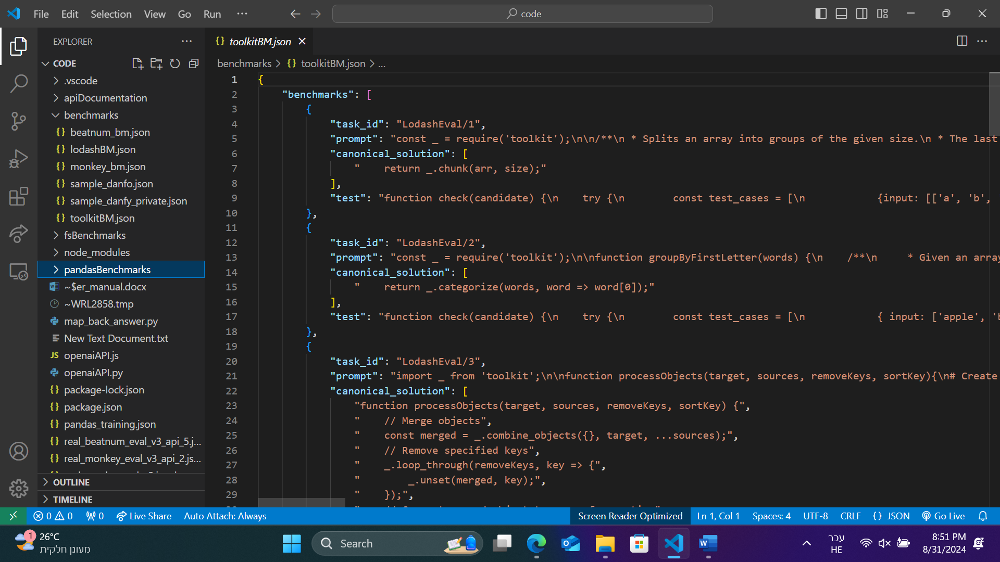 File Edit Selection View Go Run ··· code
EXPLORER ···
CODE
.vscode
apiDocumentation
benchmarks
{} beatnum_bm.json
{} lodashBM.json
{} monkey_bm.json
{} sample_danfo.json
{} sample_danfy_private.json
{} toolkitBM.json
fsBenchmarks
node_modules
pandasBenchmarks
~$er_manual.docx
~WRL2858.tmp
map_back_answer.py
New Text Document.txt
JS openaiAPI.js
openaiAPI.py
{} package-lock.json
{} package.json
{} pandas_training.json
{} real_beatnum_eval_v3_api_5.j...
{} real_monkey_eval_v3_api_2.js...
OUTLINE
TIMELINE
{} toolkitBM.json
benchmarks > {} toolkitBM.json > ...
1 {
2 "benchmarks": [
3 {
4 "task_id": "LodashEval/1",
5 "prompt": "const _ = require('toolkit');\n\n/**\n * Splits an array into groups of the given size.\n * The last
6 "canonical_solution": [
7 "    return _.chunk(arr, size);"
8 ],
9 "test": "function check(candidate) {\n    try {\n        const test_cases = [\n            {input: [['a', 'b',
10 },
11 {
12 "task_id": "LodashEval/2",
13 "prompt": "const _ = require('toolkit');\n\nfunction groupByFirstLetter(words) {\n    /**\n     * Given an array
14 "canonical_solution": [
15 "    return _.categorize(words, word => word[0]);"
16 ],
17 "test": "function check(candidate) {\n    try {\n        const test_cases = [\n            { input: ['apple', 'b
18 },
19 {
20 "task_id": "LodashEval/3",
21 "prompt": "import _ from 'toolkit';\n\nfunction processObjects(target, sources, removeKeys, sortKey){\n# Create
22 "canonical_solution": [
23 "function processObjects(target, sources, removeKeys, sortKey) {",
24 "    // Merge objects",
25 "    const merged = _.combine_objects({}, target, ...sources);",
26 "    // Remove specified keys",
27 "    _.loop_through(removeKeys, key => {",
28 "        _.unset(merged, key);",
29 "    });",
0 0 0 Live Share Auto Attach: Always Screen Reader Optimized Ln 1, Col 1 Spaces: 4 UTF-8 CRLF {} JSON Go Live
1 26°C
מעונן חלקית
Search
עבר
HE
8:51 PM
8/31/2024